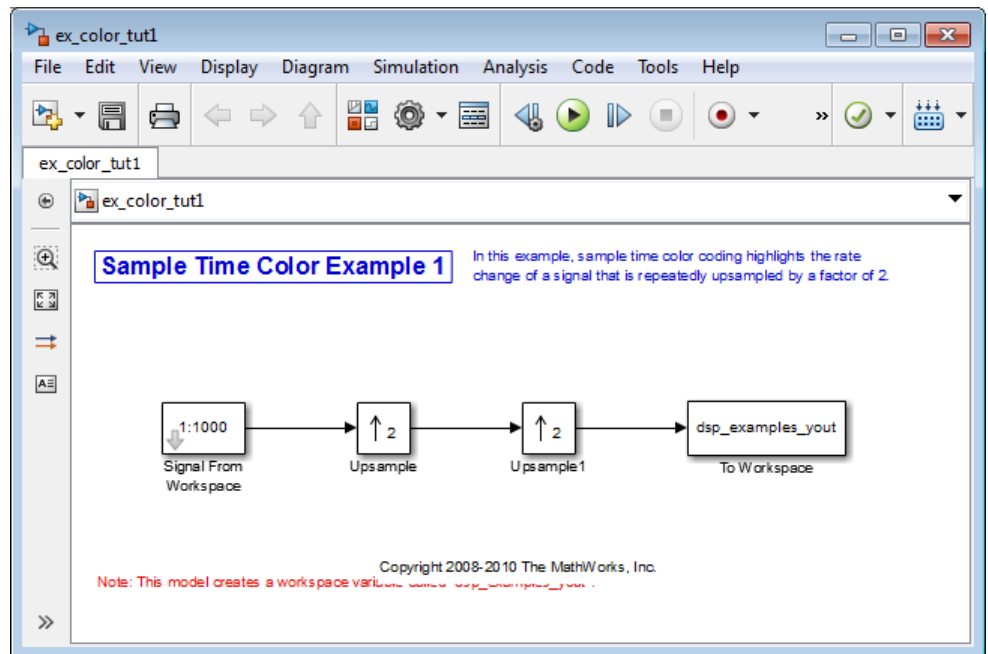 ex_color_tut1
File Edit View Display Diagram Simulation Analysis Code Tools Help
»
ex_color_tut1
ex_color_tut1
Sample Time Color Example 1
In this example, sample time color coding highlights the rate
change of a signal that is repeatedly upsampled by a factor of 2.
1:1000
2
2
dsp_examples_yout
Signal From
Workspace
Upsample
Upsample1
To Workspace
Copyright 2008-2010 The MathWorks, Inc.
Note: This model creates a workspace variable called "dsp_examples_yout".
A
»